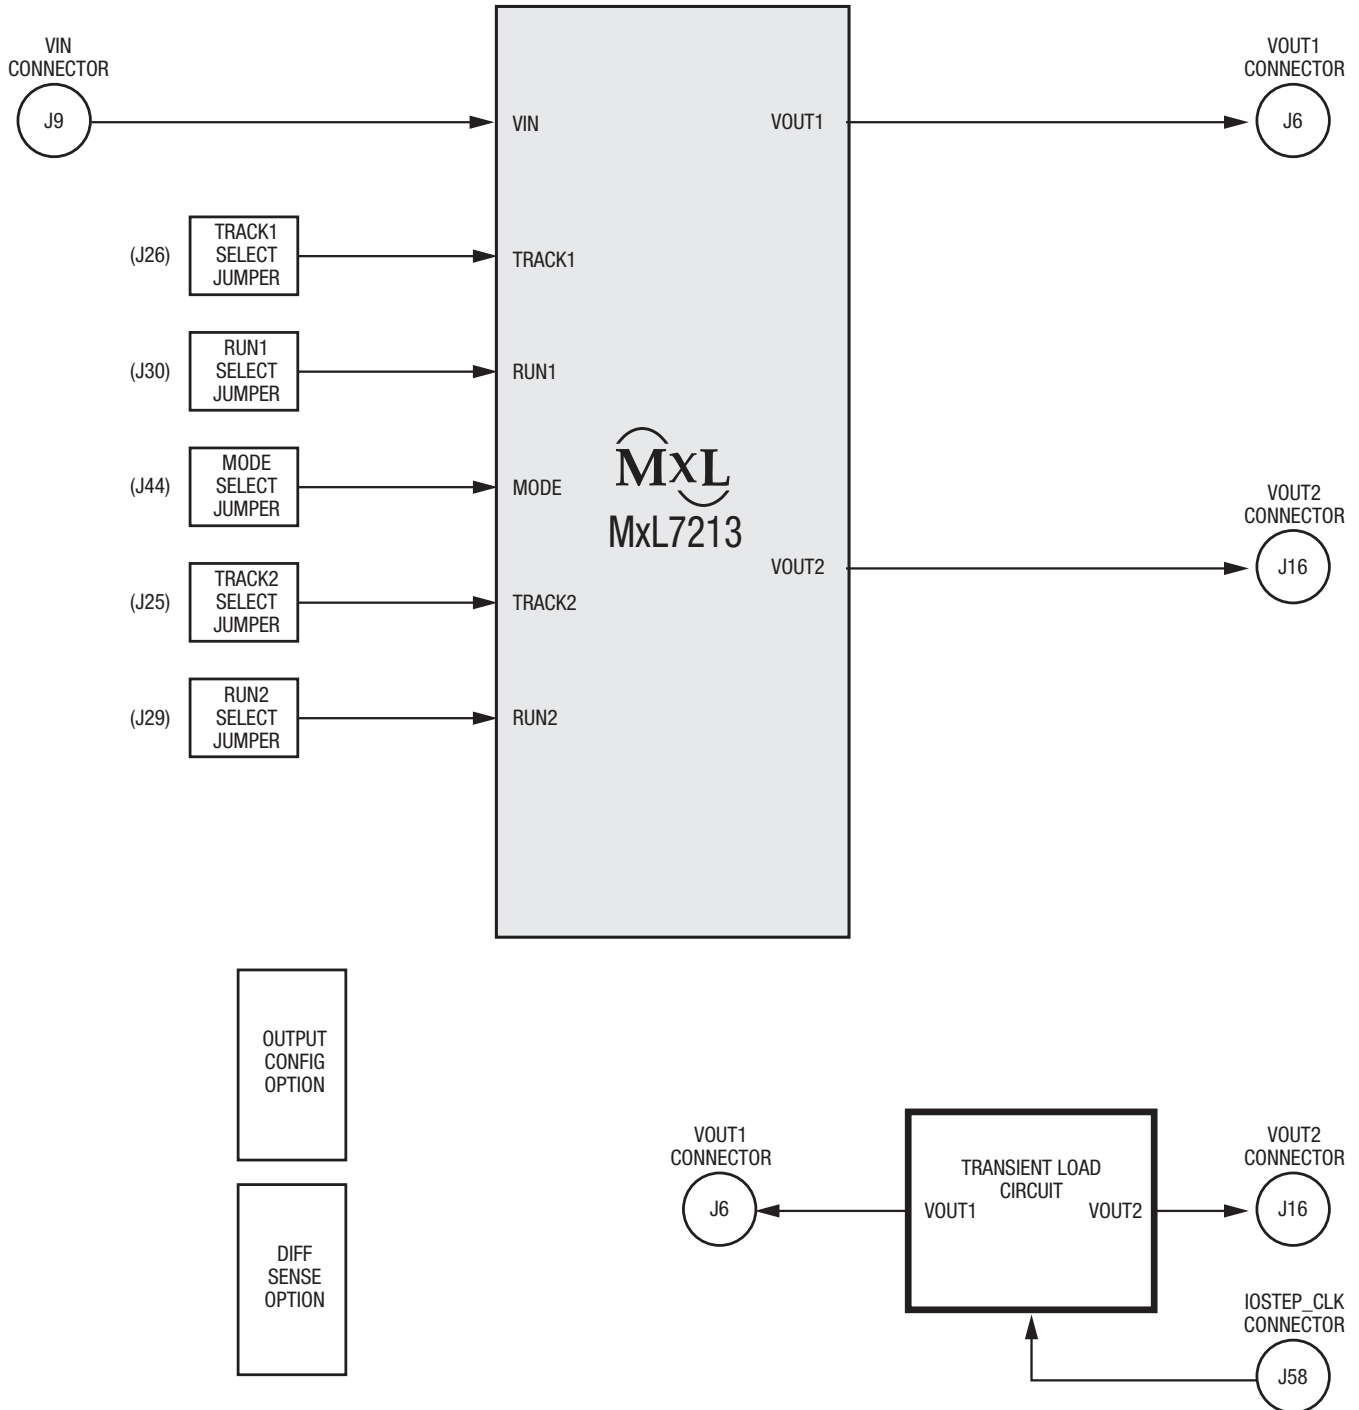 VIN
CONNECTOR
J9
VIN
VOUT1
VOUT1
CONNECTOR
J6
(J26)
TRACK1
SELECT
JUMPER
TRACK1
(J30)
RUN1
SELECT
JUMPER
RUN1
(J44)
MODE
SELECT
JUMPER
MODE
MxL
MxL7213
VOUT2
VOUT2
CONNECTOR
J16
(J25)
TRACK2
SELECT
JUMPER
TRACK2
(J29)
RUN2
SELECT
JUMPER
RUN2
OUTPUT
CONFIG
OPTION
DIFF
SENSE
OPTION
VOUT1
CONNECTOR
J6
TRANSIENT LOAD
CIRCUIT
VOUT1
VOUT2
VOUT2
CONNECTOR
J16
IOSTEP_CLK
CONNECTOR
J58